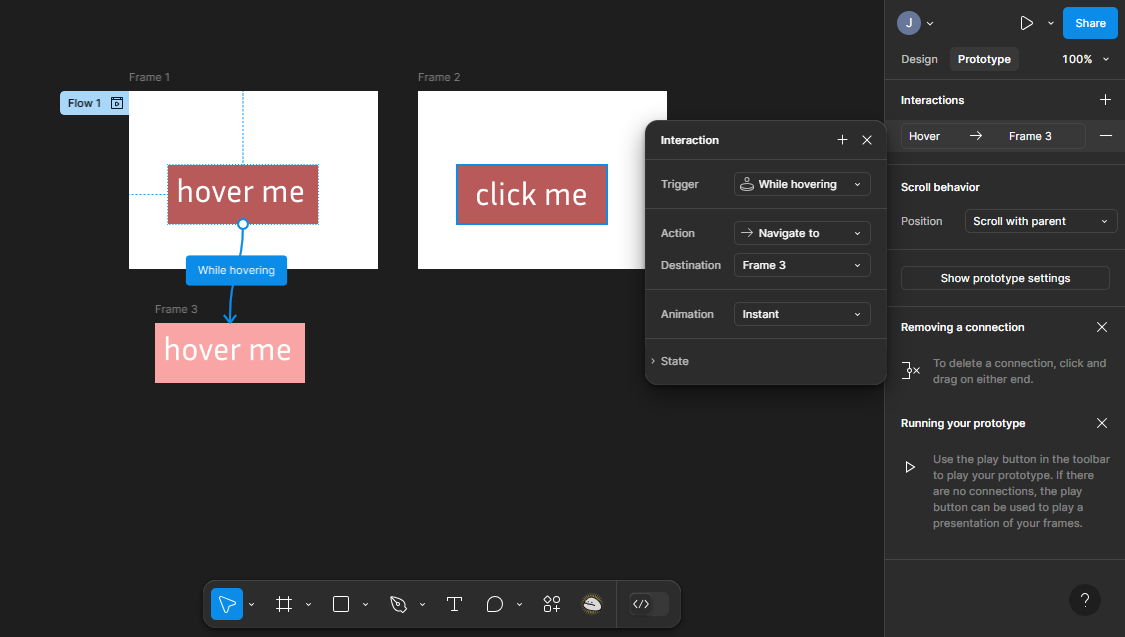 Frame 1
Flow 1
hover me
While hovering
Frame 3
hover me
Frame 2
click me
Interaction
Trigger
While hovering
Action
Navigate to
Destination
Frame 3
Animation
Instant
State
J
Share
Design
Prototype
100%
Interactions
Hover
Frame 3
Scroll behavior
Position
Scroll with parent
Show prototype settings
Removing a connection
To delete a connection, click and
drag on either end.
Running your prototype
Use the play button in the toolbar
to play your prototype. If there
are no connections, the play
button can be used to play a
presentation of your frames.
?